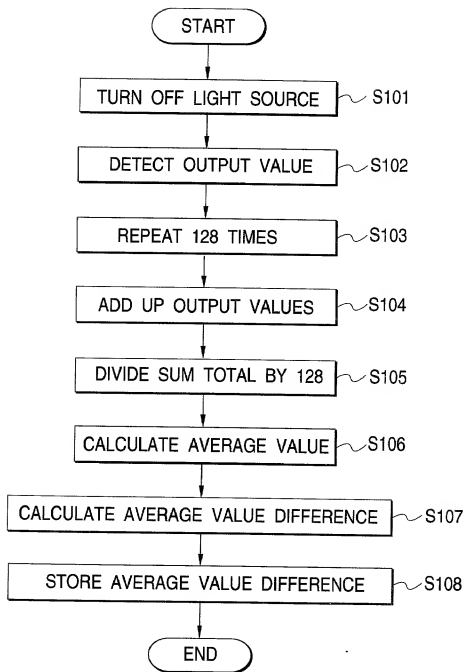 START
TURN OFF LIGHT SOURCE S101
DETECT OUTPUT VALUE S102
REPEAT 128 TIMES S103
ADD UP OUTPUT VALUES S104
DIVIDE SUM TOTAL BY 128 S105
CALCULATE AVERAGE VALUE S106
CALCULATE AVERAGE VALUE DIFFERENCE S107
STORE AVERAGE VALUE DIFFERENCE S108
END